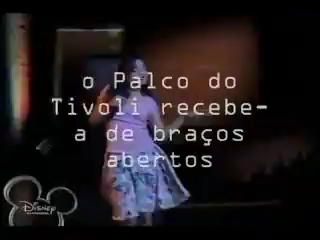 o Palco do
Tivoli recebe-
a de braços
abertos
Disney